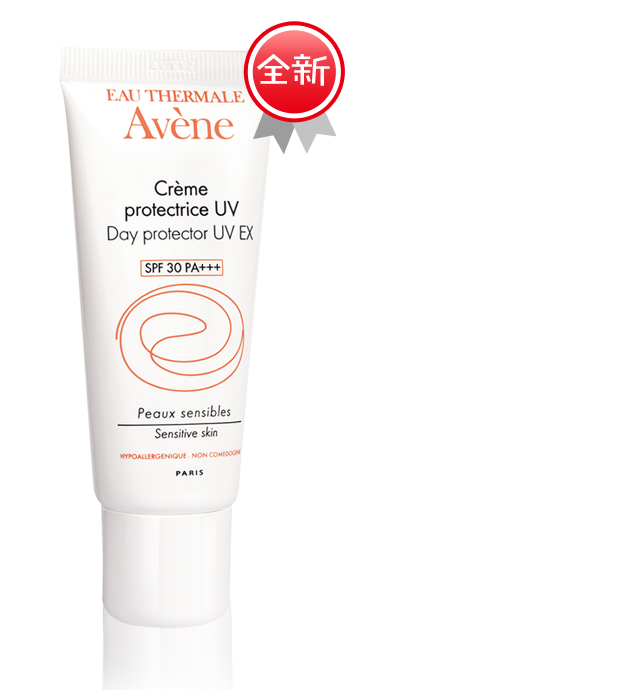 全新
EAU THERMALE
Avène
Crème
protectrice UV
Day protector UV EX
SPF 30 PA+++
Peaux sensibles
Sensitive skin
HYPOALLERGENIQUE · NON COMEDOGENE
PARIS